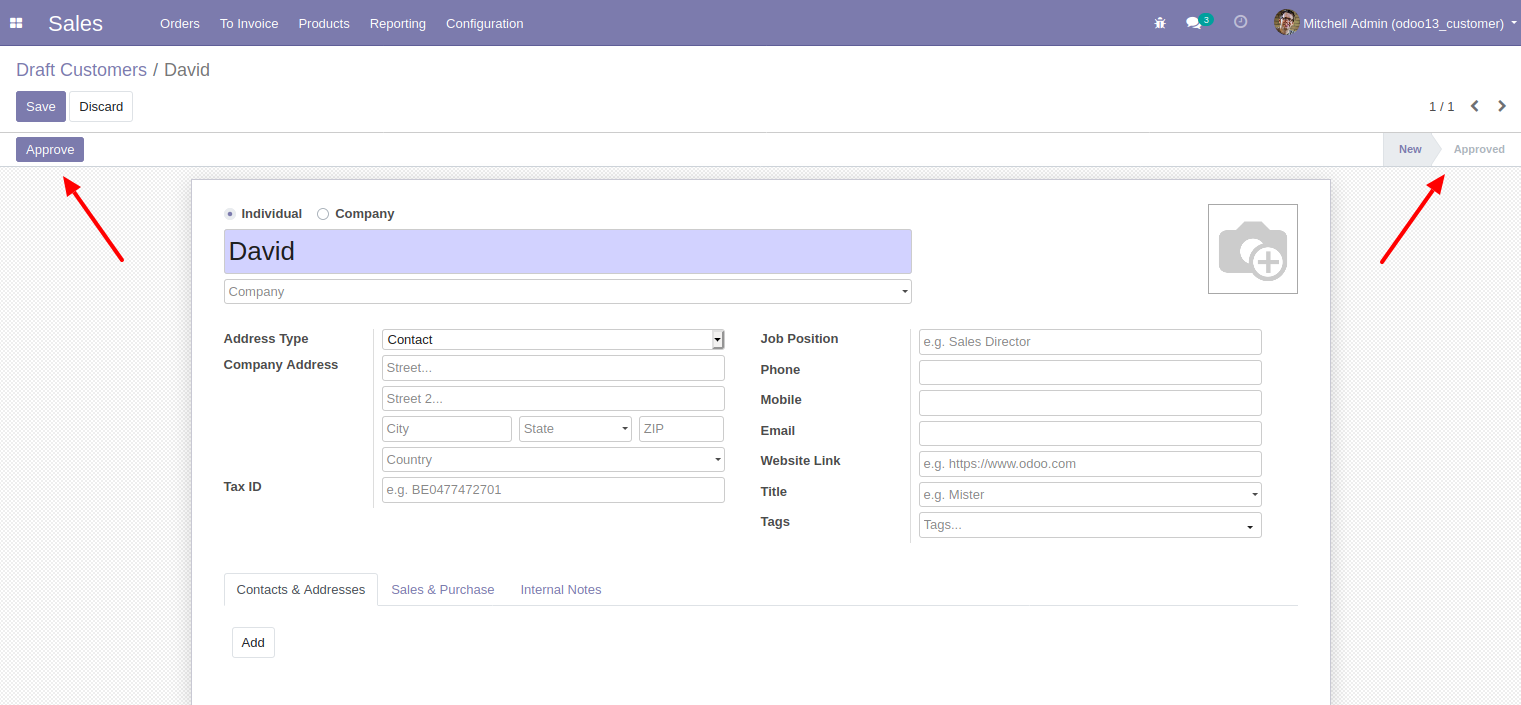 Sales Orders To Invoice Products Reporting Configuration 3 Mitchell Admin (odoo13_customer)
Draft Customers / David
Save Discard 1 / 1
Approve New Approved
Individual Company
David
Company
Address Type Contact Job Position e.g. Sales Director
Company Address Street... Phone
Street 2... Mobile
City State ZIP Email
Country Website Link e.g. https://www.odoo.com
Tax ID e.g. BE0477472701 Title e.g. Mister
Tags Tags...
Contacts & Addresses Sales & Purchase Internal Notes
Add